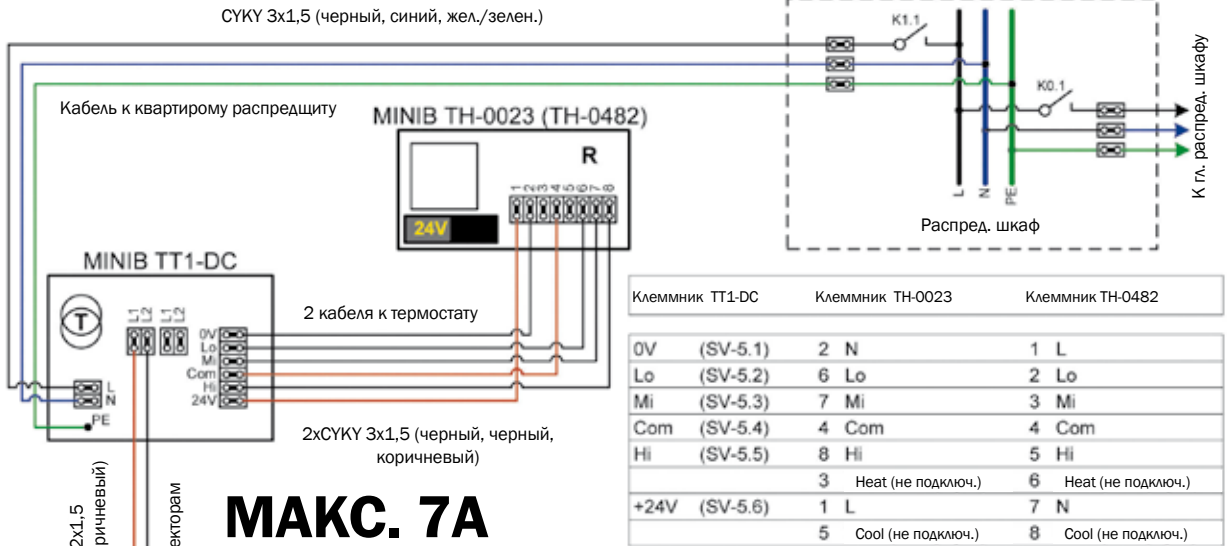 CYKY 3x1,5 (черный, синий, жел./зелен.)
K1.1
K0.1
К гл. распред. шкафу
L
N
PE
Распред. шкаф
Кабель к квартирому распредщиту
MINIB TH-0023 (TH-0482)
R
1 2 3 4 5 6 7 8
24V
MINIB TT1-DC
T
L1 L2 L1 L2
0V
Lo
Mi
Com
Hi
24V
L
N
PE
2 кабеля к термостату
2xCYKY 3x1,5 (черный, черный,
коричневый)
МАКС. 7А
2x1,5
ричневый)
екторам
Клеммник TT1-DC Клеммник TH-0023 Клеммник TH-0482
0V (SV-5.1) 2 N 1 L
Lo (SV-5.2) 6 Lo 2 Lo
Mi (SV-5.3) 7 Mi 3 Mi
Com (SV-5.4) 4 Com 4 Com
Hi (SV-5.5) 8 Hi 5 Hi
3 Heat (не подключ.) 6 Heat (не подключ.)
+24V (SV-5.6) 1 L 7 N
5 Cool (не подключ.) 8 Cool (не подключ.)